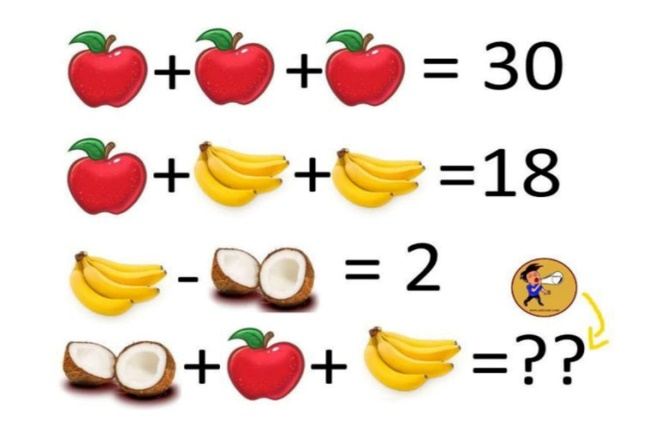 + + = 30
+ + =18
- = 2
+ + =??